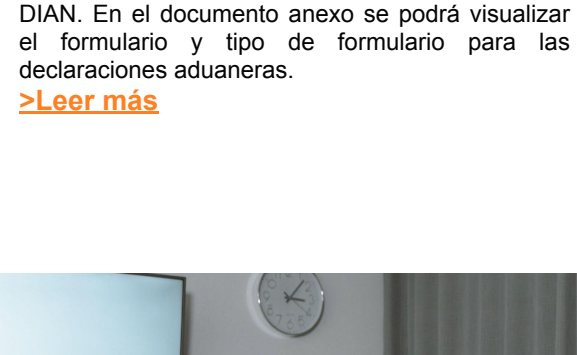 DIAN. En el documento anexo se podrá visualizar
el formulario y tipo de formulario para las
declaraciones aduaneras.
>Leer más